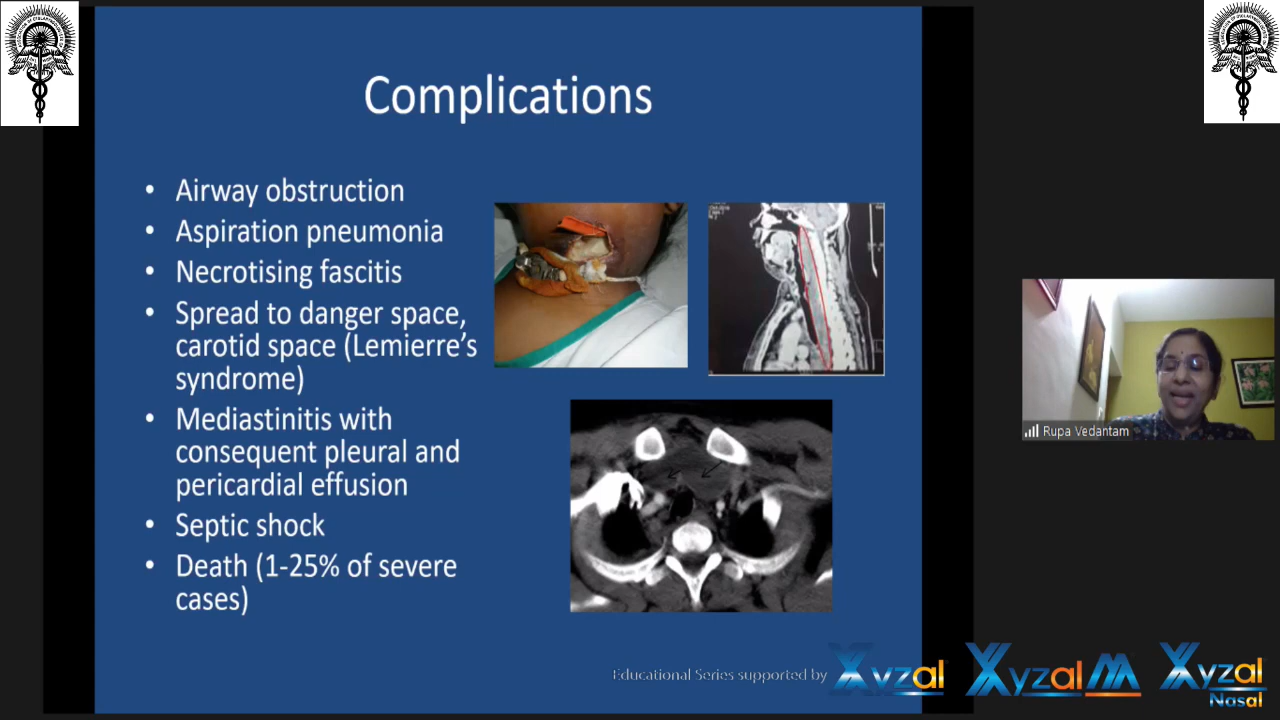 Complications
• Airway obstruction
• Aspiration pneumonia
• Necrotising fascitis
• Spread to danger space,
carotid space (Lemierre’s
syndrome)
• Mediastinitis with
consequent pleural and
pericardial effusion
• Septic shock
• Death (1-25% of severe
cases)
Rupa Vedantam
Educational Series supported by
Xyzal
Xyzal M
Xyzal
Nasal